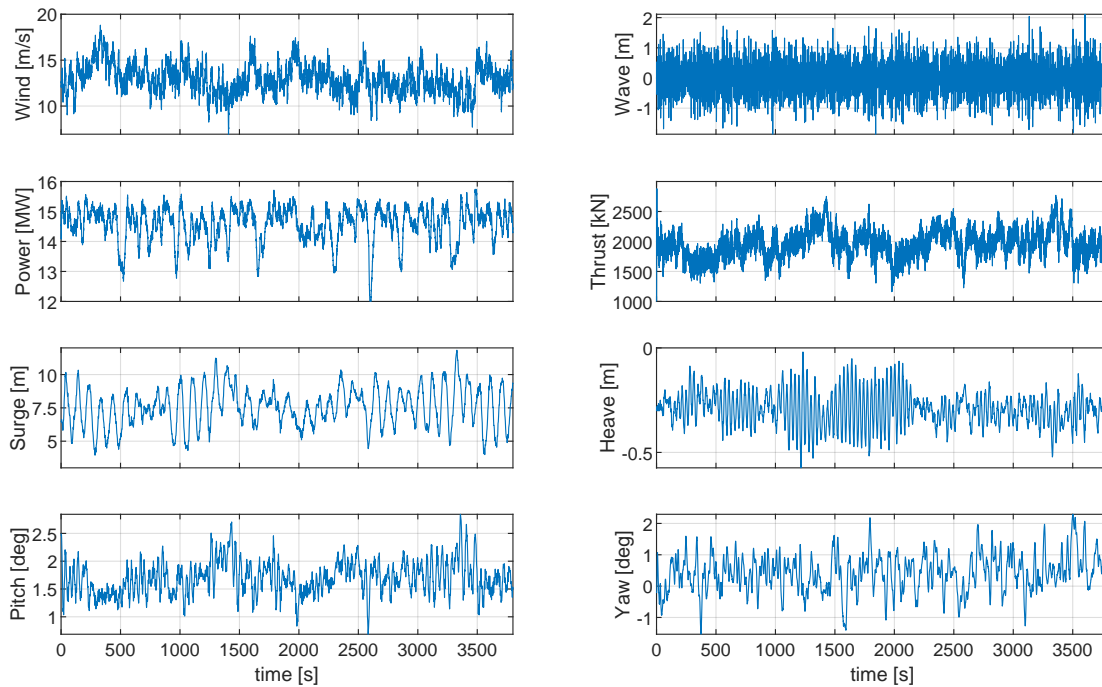 20
15
10
Wind [m/s]
2
1
0
-1
Wave [m]
16
15
14
13
12
Power [MW]
2500
2000
1500
1000
Thrust [kN]
10
7.5
5
Surge [m]
0
-0.5
Heave [m]
2.5
2
1.5
1
Pitch [deg]
0 500 1000 1500 2000 2500 3000 3500
time [s]
2
1
0
-1
Yaw [deg]
0 500 1000 1500 2000 2500 3000 3500
time [s]